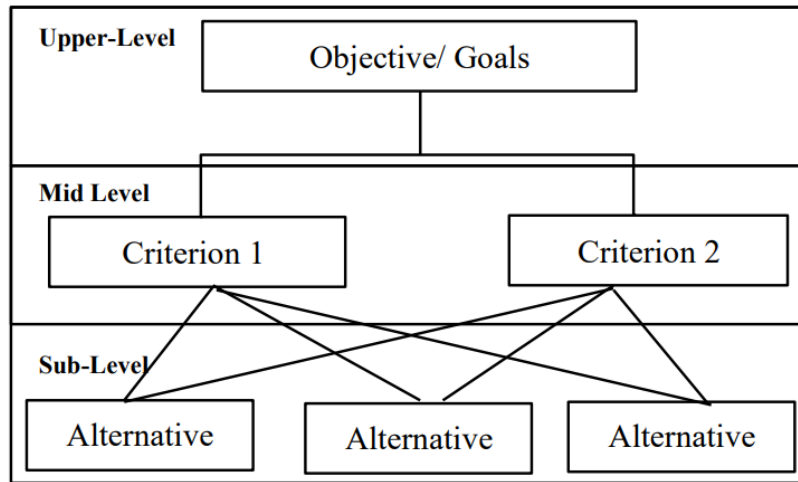 Upper-Level
Objective/ Goals
Mid Level
Criterion 1
Criterion 2
Sub-Level
Alternative
Alternative
Alternative